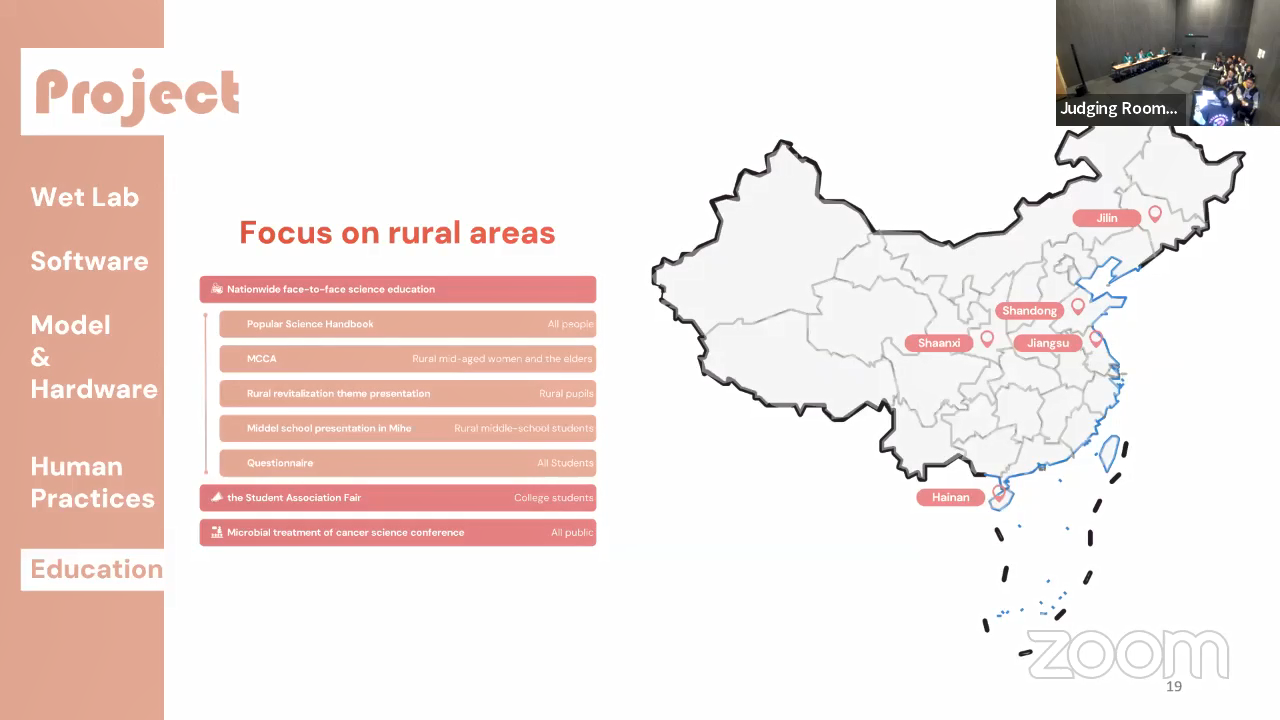 Project
Wet Lab
Software
Model
&
Hardware
Human
Practices
Education
Focus on rural areas
Nationwide face-to-face science education
Popular Science Handbook All people
MCCA Rural mid-aged women and the elders
Rural revitalization theme presentation Rural pupils
Middel school presentation in Mihe Rural middle-school students
Questionnaire All Students
the Student Association Fair College students
Microbial treatment of cancer science conference All public
Judging Room...
Jilin
Shandong
Shaanxi
Jiangsu
Hainan
zoom
19